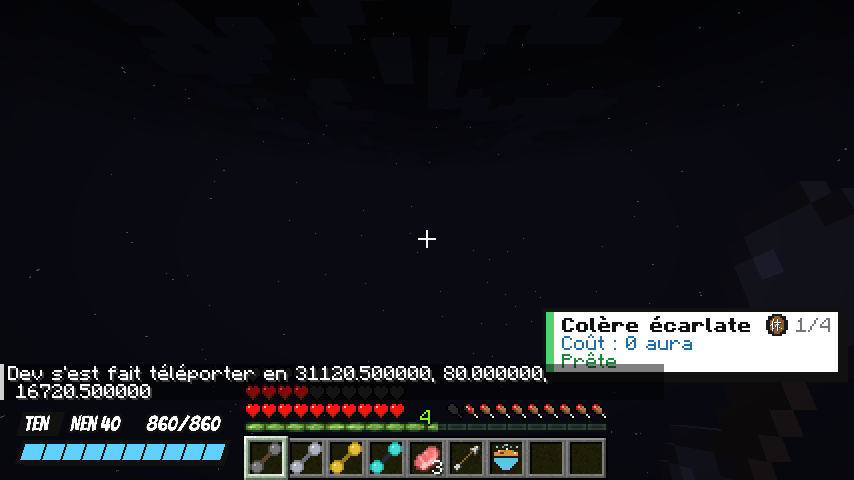 Colère écarlate 休 1/4
Coût : 0 aura
Prête
Dev s'est fait téléporter en 31120.500000, 80.000000,
16720.500000
4
TEN NEN 40 860/860
3